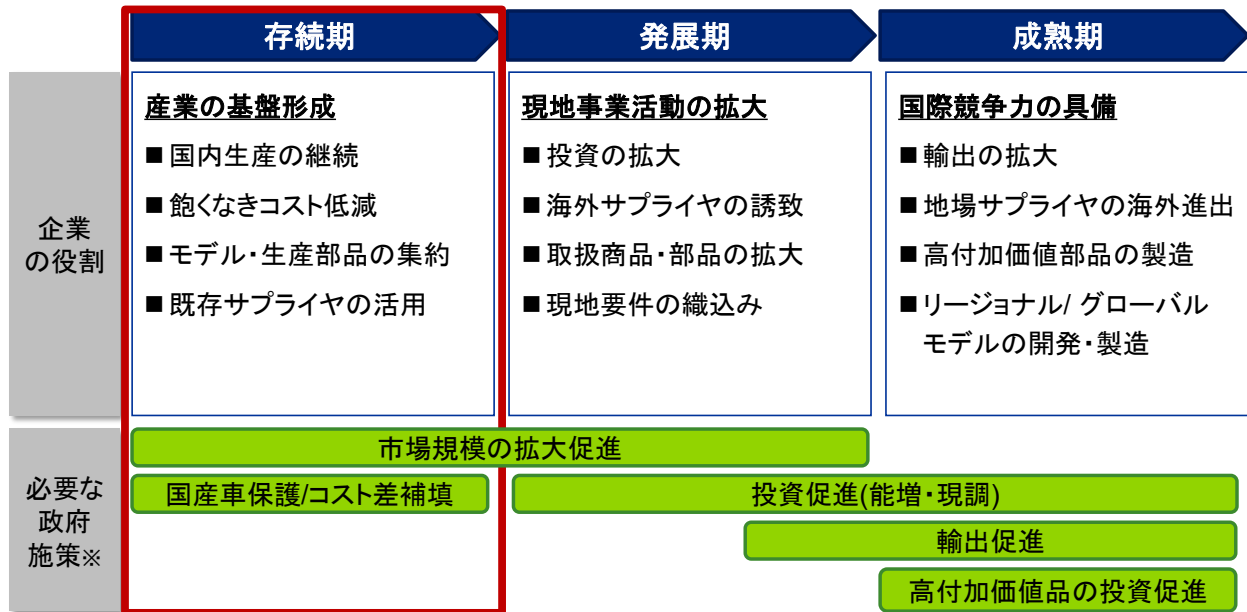 存続期
発展期
成熟期
企業
の役割
産業の基盤形成
■ 国内生産の継続
■ 飽くなきコスト低減
■ モデル・生産部品の集約
■ 既存サプライヤの活用
現地事業活動の拡大
■ 投資の拡大
■ 海外サプライヤの誘致
■ 取扱商品・部品の拡大
■ 現地要件の織込み
国際競争力の具備
■ 輸出の拡大
■ 地場サプライヤの海外進出
■ 高付加価値部品の製造
■ リージョナル/ グローバル
モデルの開発・製造
必要な
政府
施策※
市場規模の拡大促進
国産車保護/コスト差補填
投資促進(能増・現調)
輸出促進
高付加価値品の投資促進